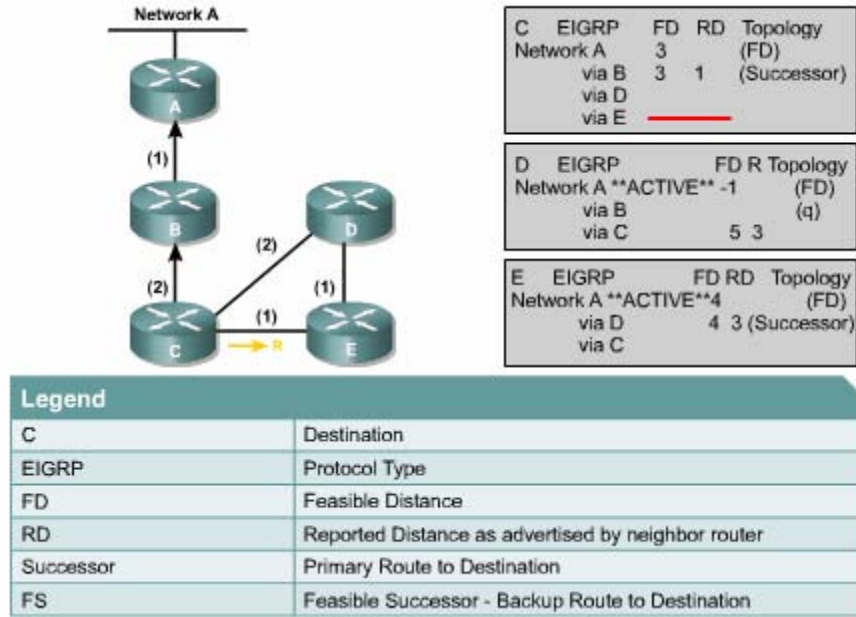 Network A
A
(1)
B
D
(2)
(2)
(1)
(1)
C
R
E
C EIGRP FD RD Topology
Network A 3 (FD)
via B 3 1 (Successor)
via D
via E
D EIGRP FD R Topology
Network A **ACTIVE** -1 (FD)
via B (q)
via C 5 3
E EIGRP FD RD Topology
Network A **ACTIVE**4 (FD)
via D 4 3 (Successor)
via C
Legend
C Destination
EIGRP Protocol Type
FD Feasible Distance
RD Reported Distance as advertised by neighbor router
Successor Primary Route to Destination
FS Feasible Successor - Backup Route to Destination